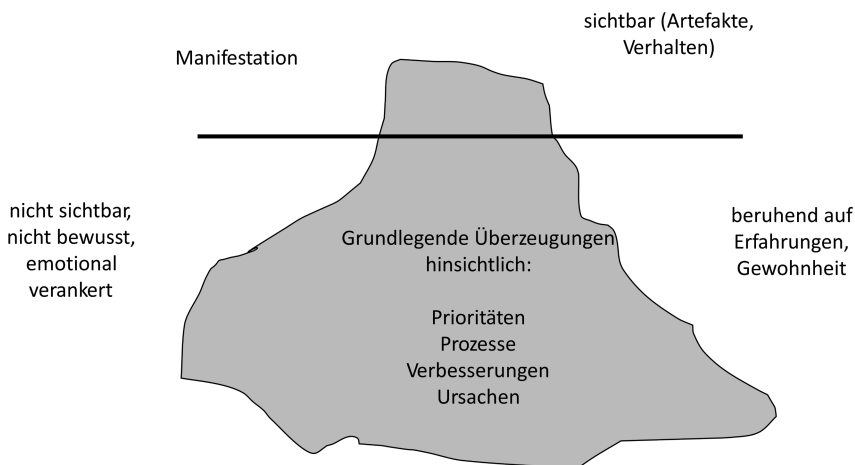 sichtbar (Artefakte,
Verhalten)
Manifestation
nicht sichtbar,
nicht bewusst,
emotional
verankert
beruhend auf
Erfahrungen,
Gewohnheit
Grundlegende Überzeugungen
hinsichtlich:
Prioritäten
Prozesse
Verbesserungen
Ursachen